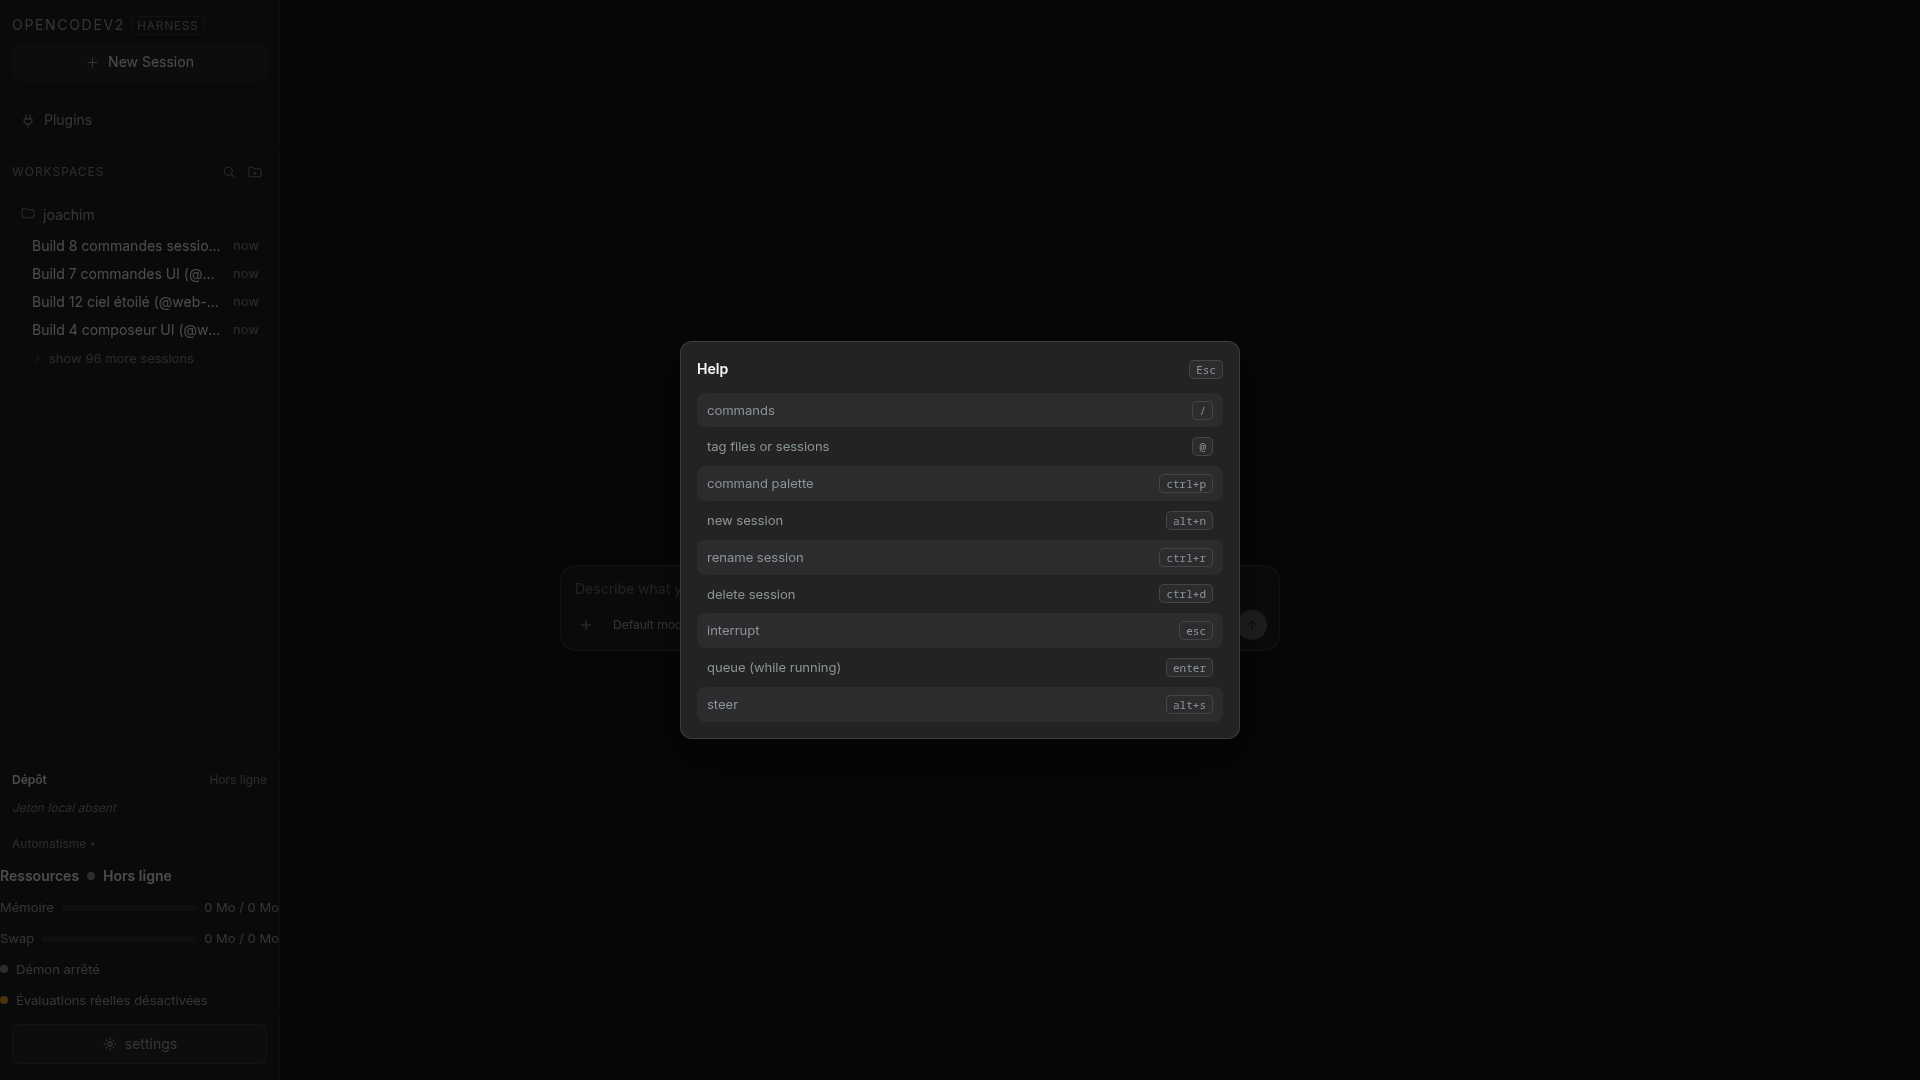 OPENCODEV2 HARNESS
New Session
Plugins
WORKSPACES
joachim
Build 8 commandes sessio... now
Build 7 commandes UI (@... now
Build 12 ciel étoilé (@web-... now
Build 4 composeur UI (@w... now
show 96 more sessions
Dépôt Hors ligne
Jeton local absent
Automatisme
Ressources Hors ligne
Mémoire 0 Mo / 0 Mo
Swap 0 Mo / 0 Mo
Démon arrêté
Évaluations réelles désactivées
settings
Describe what y
Default mod
Help Esc
commands /
tag files or sessions @
command palette ctrl+p
new session alt+n
rename session ctrl+r
delete session ctrl+d
interrupt esc
queue (while running) enter
steer alt+s